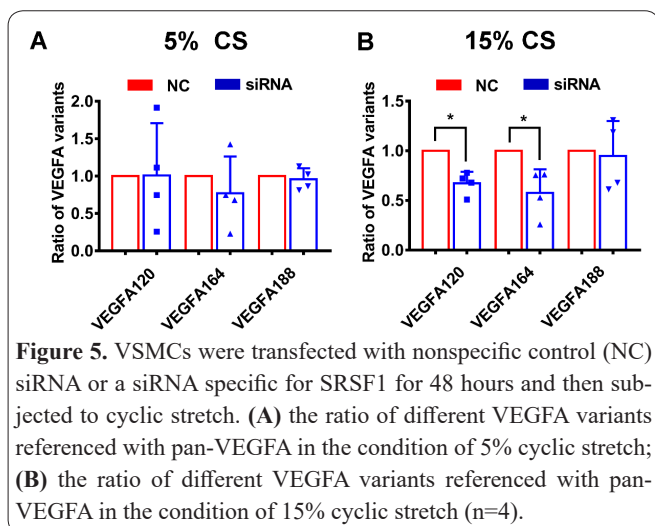 A 5% CS
NC siRNA
Ratio of VEGFA variants
2.0
1.5
1.0
0.5
0.0
VEGFA120 VEGFA164 VEGFA188
B 15% CS
NC siRNA
Ratio of VEGFA variants
1.5
1.0
0.5
0.0
* *
VEGFA120 VEGFA164 VEGFA188
Figure 5. VSMCs were transfected with nonspecific control (NC)
siRNA or a siRNA specific for SRSF1 for 48 hours and then sub-
jected to cyclic stretch. (A) the ratio of different VEGFA variants
referenced with pan-VEGFA in the condition of 5% cyclic stretch;
(B) the ratio of different VEGFA variants referenced with pan-
VEGFA in the condition of 15% cyclic stretch (n=4).